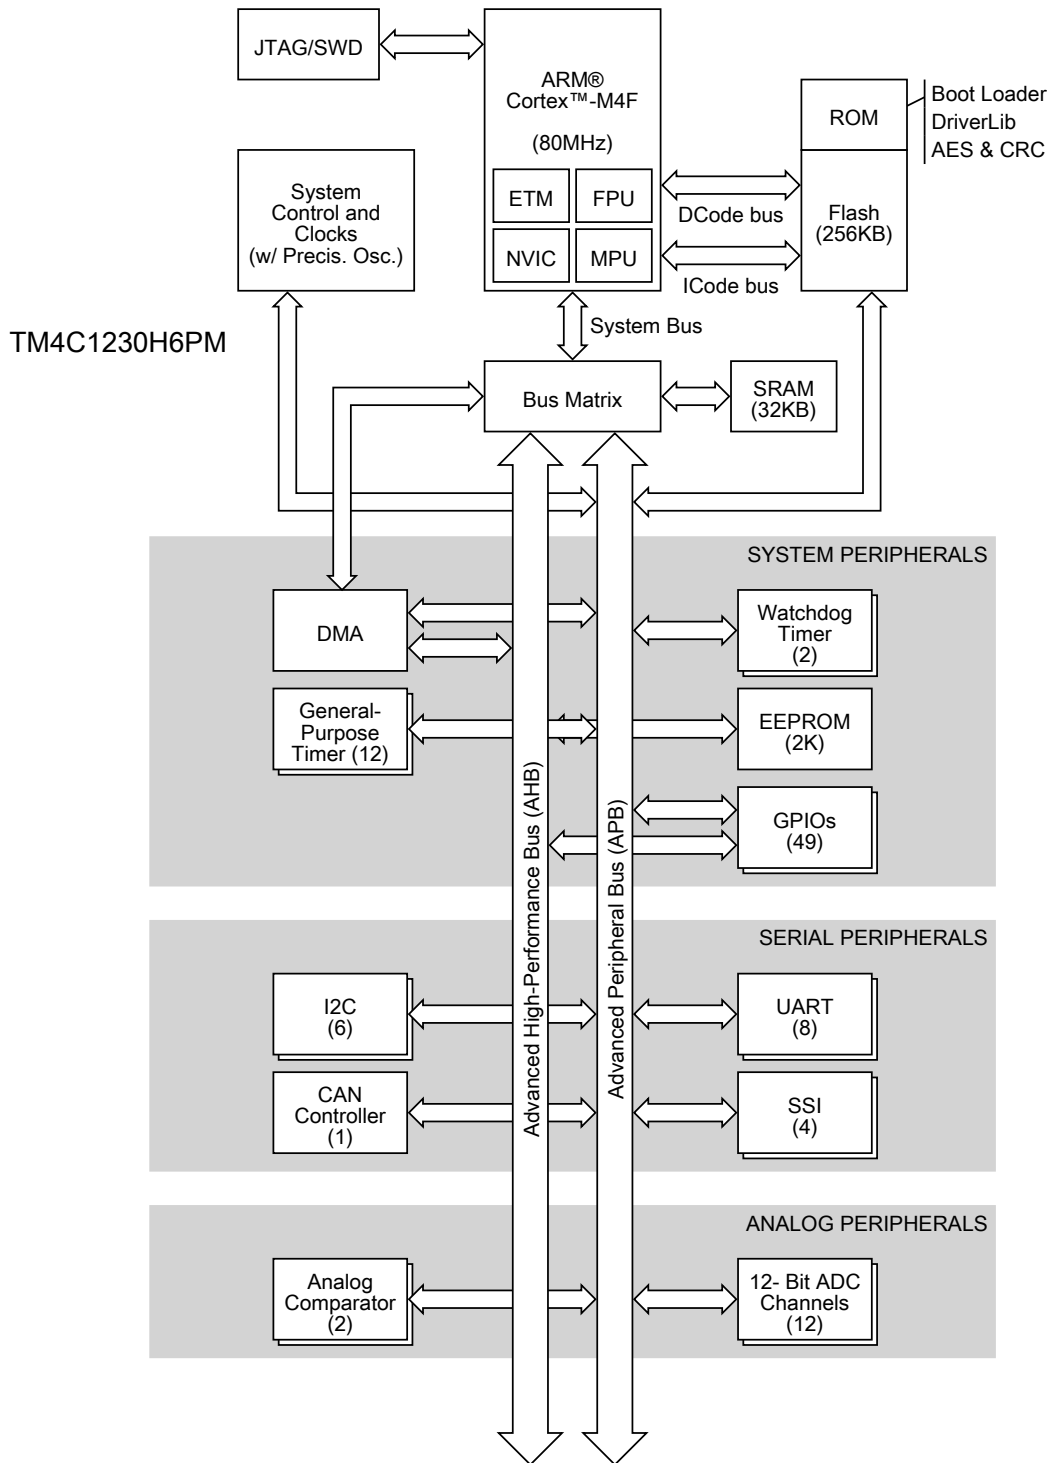 JTAG/SWD
ARM®
Cortex™-M4F
(80MHz)
ETM
FPU
NVIC
MPU
ROM
Boot Loader
DriverLib
AES & CRC
Flash
(256KB)
DCode bus
ICode bus
System
Control and
Clocks
(w/ Precis. Osc.)
TM4C1230H6PM
System Bus
Bus Matrix
SRAM
(32KB)
SYSTEM PERIPHERALS
DMA
Watchdog
Timer
(2)
General-
Purpose
Timer (12)
EEPROM
(2K)
GPIOs
(49)
Advanced High-Performance Bus (AHB)
Advanced Peripheral Bus (APB)
SERIAL PERIPHERALS
I2C
(6)
UART
(8)
CAN
Controller
(1)
SSI
(4)
ANALOG PERIPHERALS
Analog
Comparator
(2)
12- Bit ADC
Channels
(12)